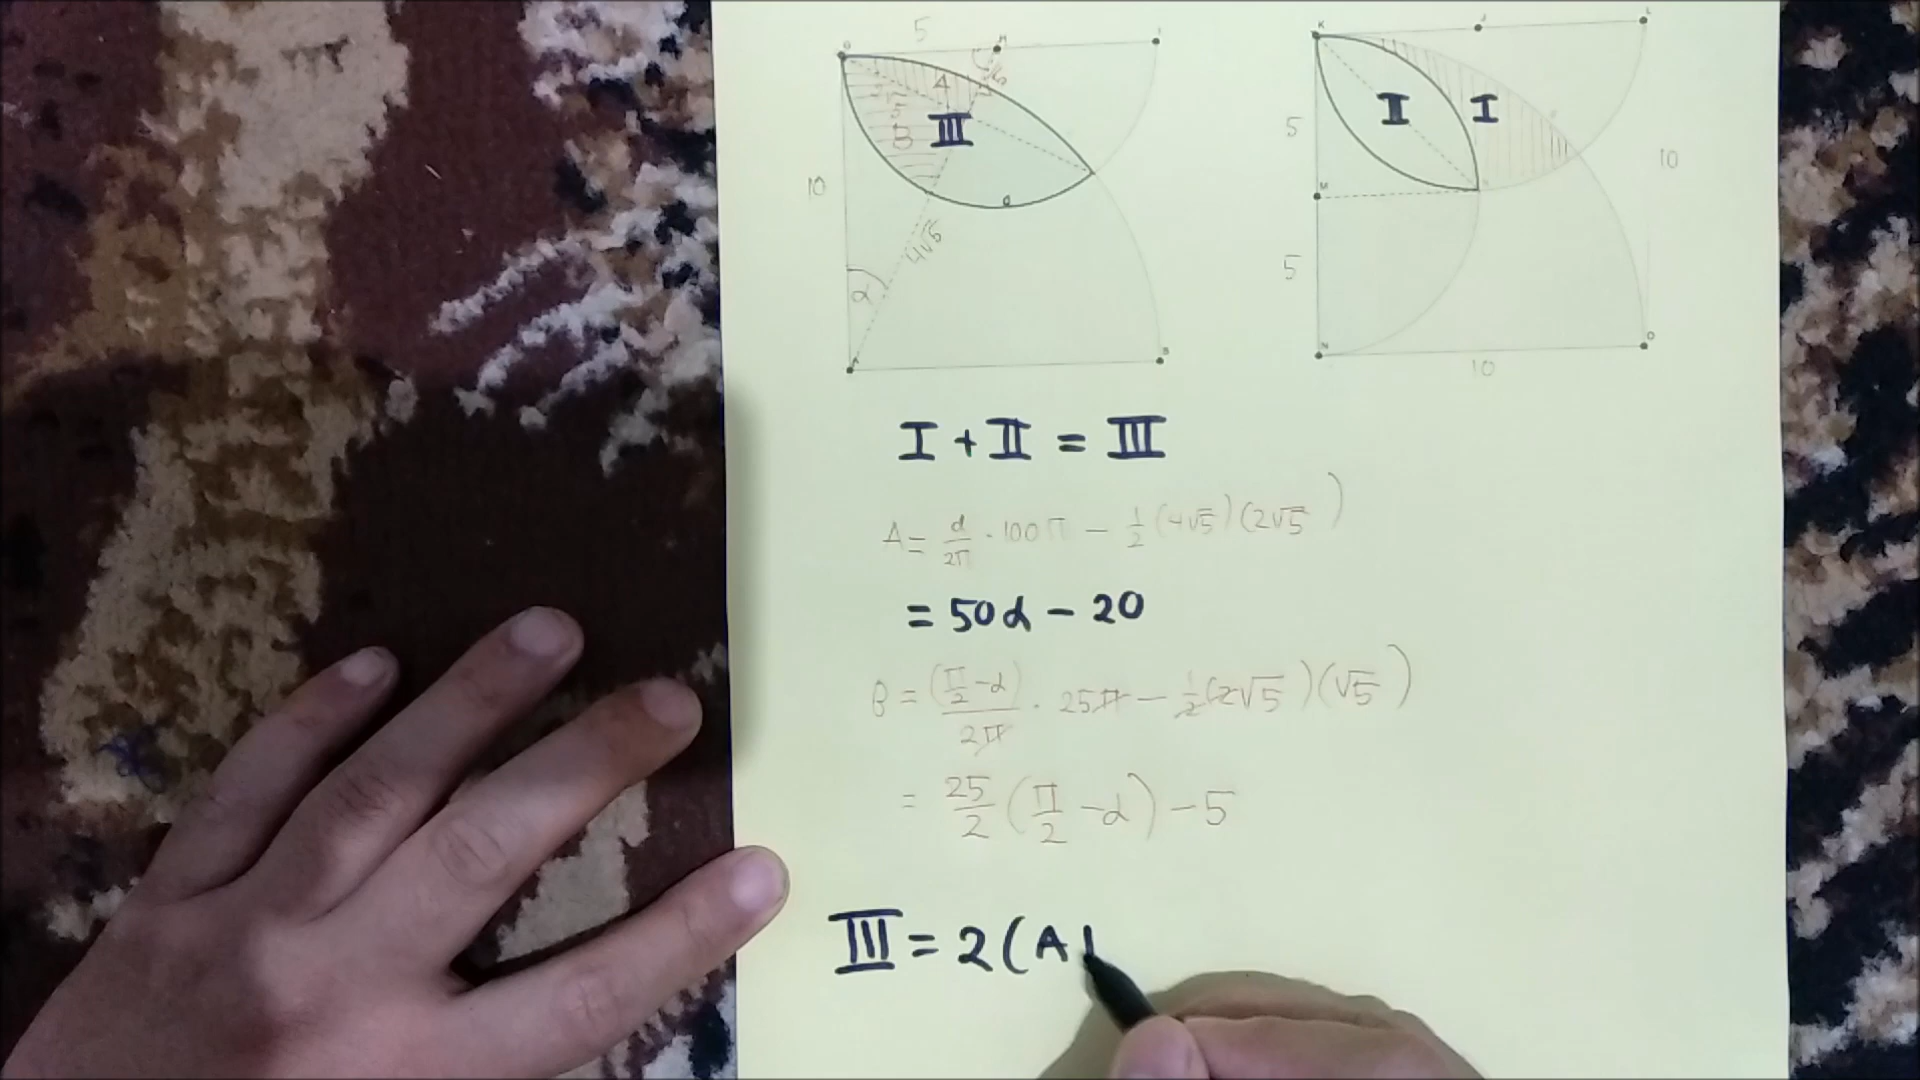 5
10
A
B
III
4√5
α
K
L
5
II
I
10
M
5
N
10
I + II = III
A = α/2π · 100π − 1/2 (4√5)(2√5)
= 50α − 20
B = (π/2 − α)/2π · 25π − 1/2 (2√5)(√5)
= 25/2 (π/2 − α) − 5
III = 2(A